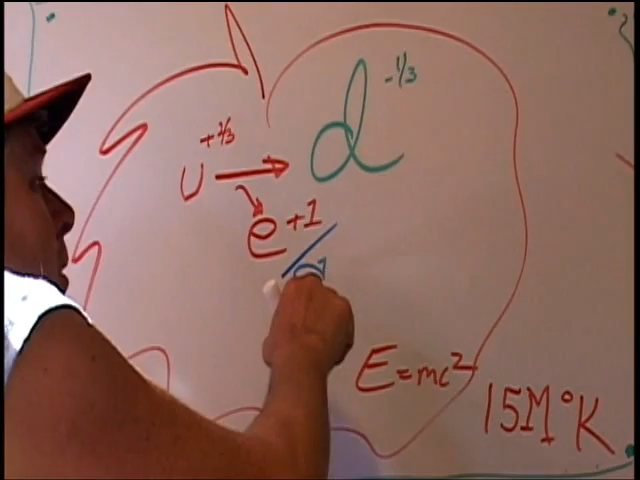 d -1/3
u +2/3 →
e +1
E=mc²
15M°K